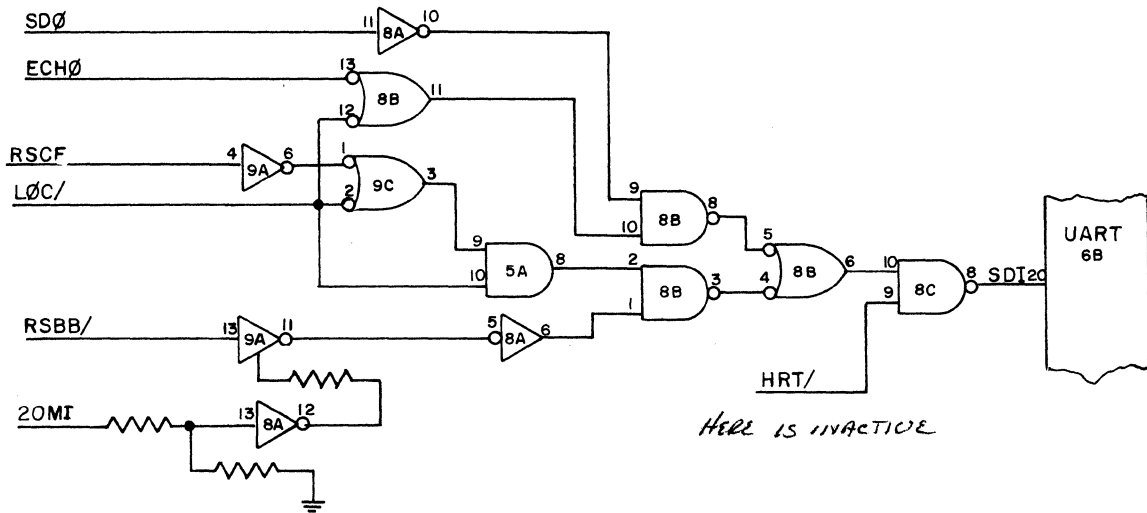 SDØ 11 8A 10
ECHØ 13 8B 11
12
RSCF 4 9A 6 1 9C 3
LØC/ 2
9 5A 8
10
9 8B 8
10
2 8B 3
1
5 8B 6
4
10 8C 8 SDI 20
9
UART
6B
RSBB/ 13 9A 11 5 8A 6
20MI 13 8A 12
HRT/
HERE IS INVACTIVE